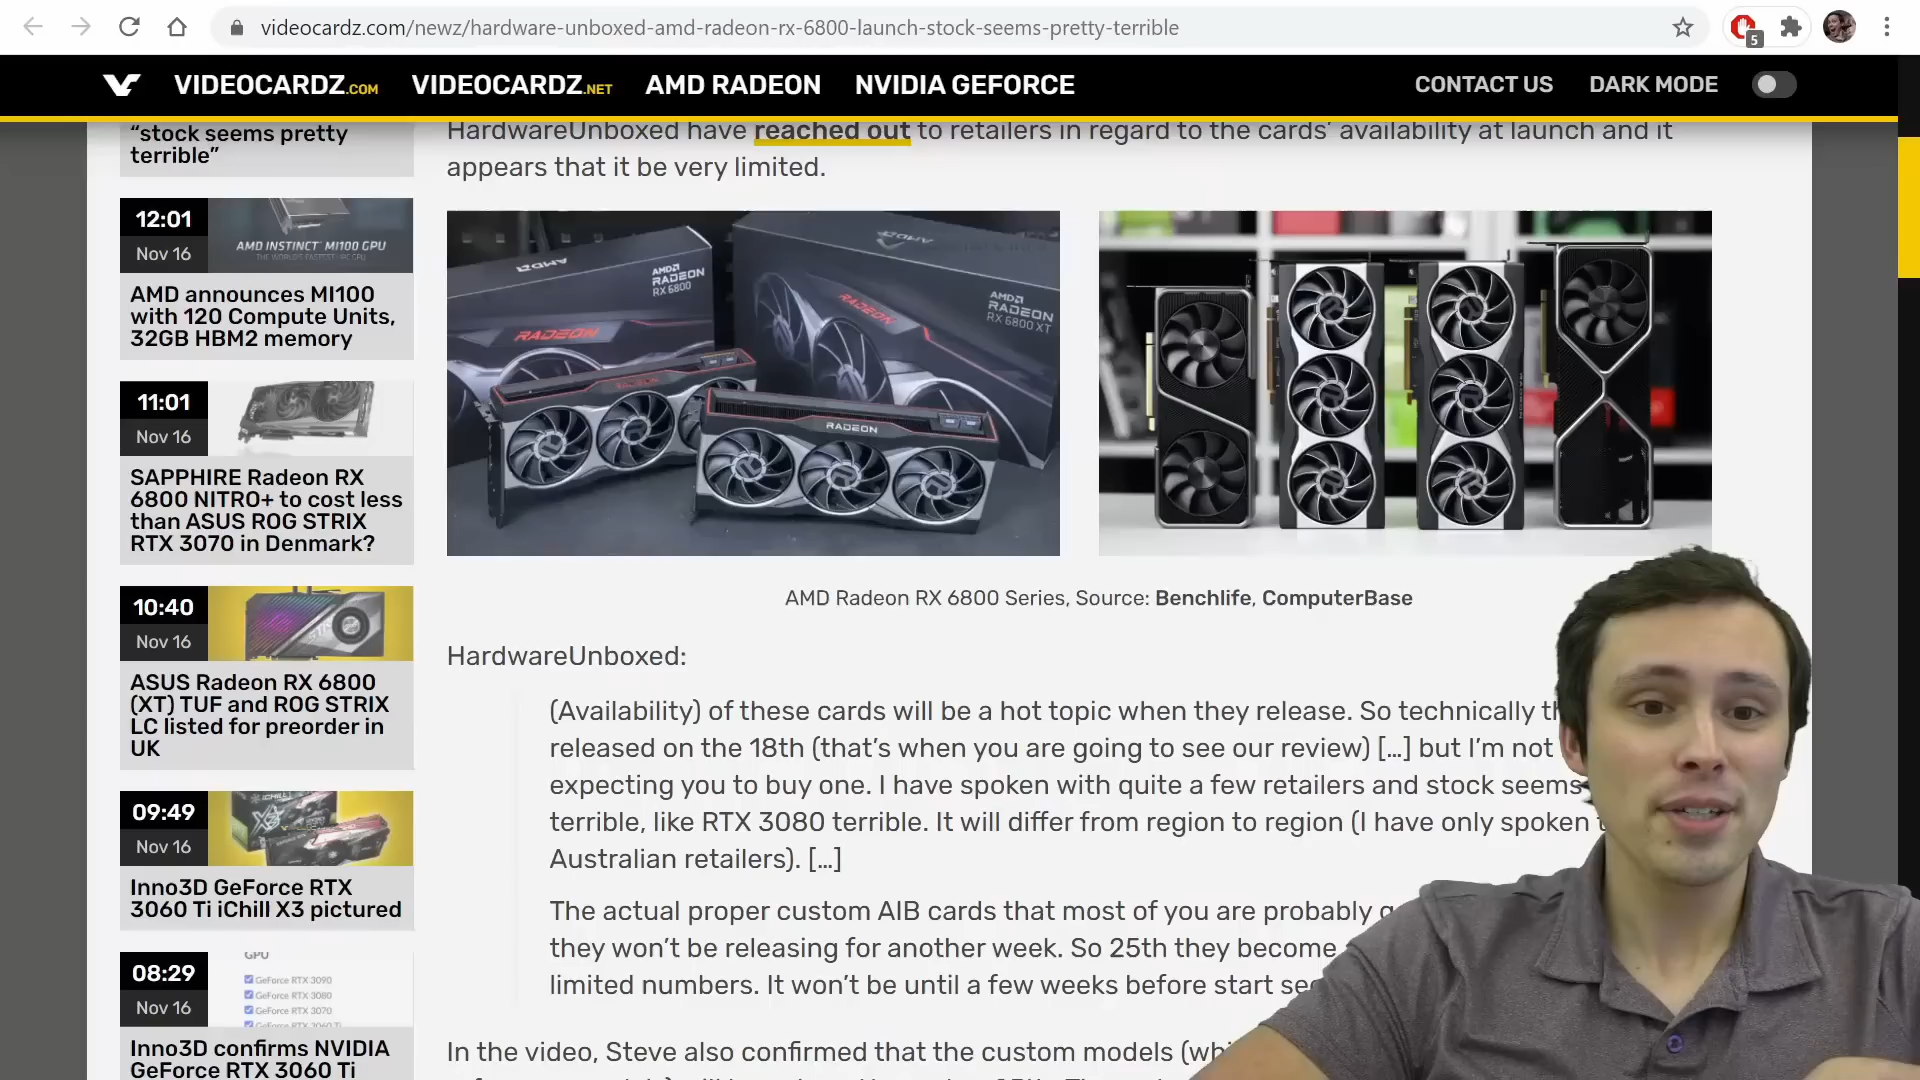 videocardz.com/newz/hardware-unboxed-amd-radeon-rx-6800-launch-stock-seems-pretty-terrible
5
VIDEOCARDZ.COM
VIDEOCARDZ.NET
AMD RADEON
NVIDIA GEFORCE
CONTACT US
DARK MODE
“stock seems pretty
terrible”
12:01
Nov 16
AMD INSTINCT MI100 GPU
AMD announces MI100
with 120 Compute Units,
32GB HBM2 memory
11:01
Nov 16
SAPPHIRE Radeon RX
6800 NITRO+ to cost less
than ASUS ROG STRIX
RTX 3070 in Denmark?
10:40
Nov 16
ASUS Radeon RX 6800
(XT) TUF and ROG STRIX
LC listed for preorder in
UK
09:49
Nov 16
Inno3D GeForce RTX
3060 Ti iChill X3 pictured
08:29
Nov 16
GPU
GeForce RTX 3090
GeForce RTX 3080
GeForce RTX 3070
GeForce RTX 3060 Ti
Inno3D confirms NVIDIA
GeForce RTX 3060 Ti
HardwareUnboxed have reached out to retailers in regard to the cards’ availability at launch and it
appears that it be very limited.
AMD
AMD
RADEON
RX 6800
RADEON
AMD
RADEON
AMD
RADEON
RX 6800 XT
RADEON
RADEON
AMD Radeon RX 6800 Series, Source: Benchlife, ComputerBase
HardwareUnboxed:
(Availability) of these cards will be a hot topic when they release. So technically
released on the 18th (that’s when you are going to see our review) […] but I’m not
expecting you to buy one. I have spoken with quite a few retailers and stock seems
terrible, like RTX 3080 terrible. It will differ from region to region (I have only spoken
Australian retailers). […]
The actual proper custom AIB cards that most of you are probably
they won’t be releasing for another week. So 25th they become
limited numbers. It won’t be until a few weeks before start
In the video, Steve also confirmed that the custom models